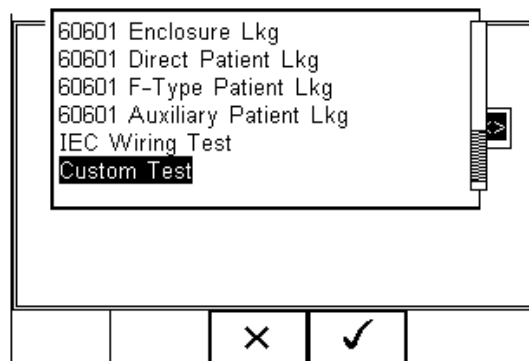 60601 Enclosure Lkg
60601 Direct Patient Lkg
60601 F-Type Patient Lkg
60601 Auxiliary Patient Lkg
IEC Wiring Test
Custom Test